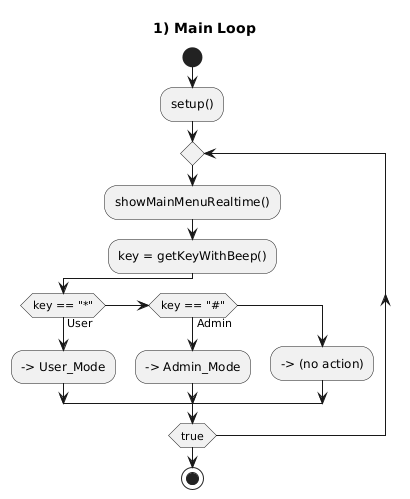 1) Main Loop
setup()
showMainMenuRealtime()
key = getKeyWithBeep()
key == "*"
key == "#"
User
Admin
-> User_Mode
-> Admin_Mode
-> (no action)
true